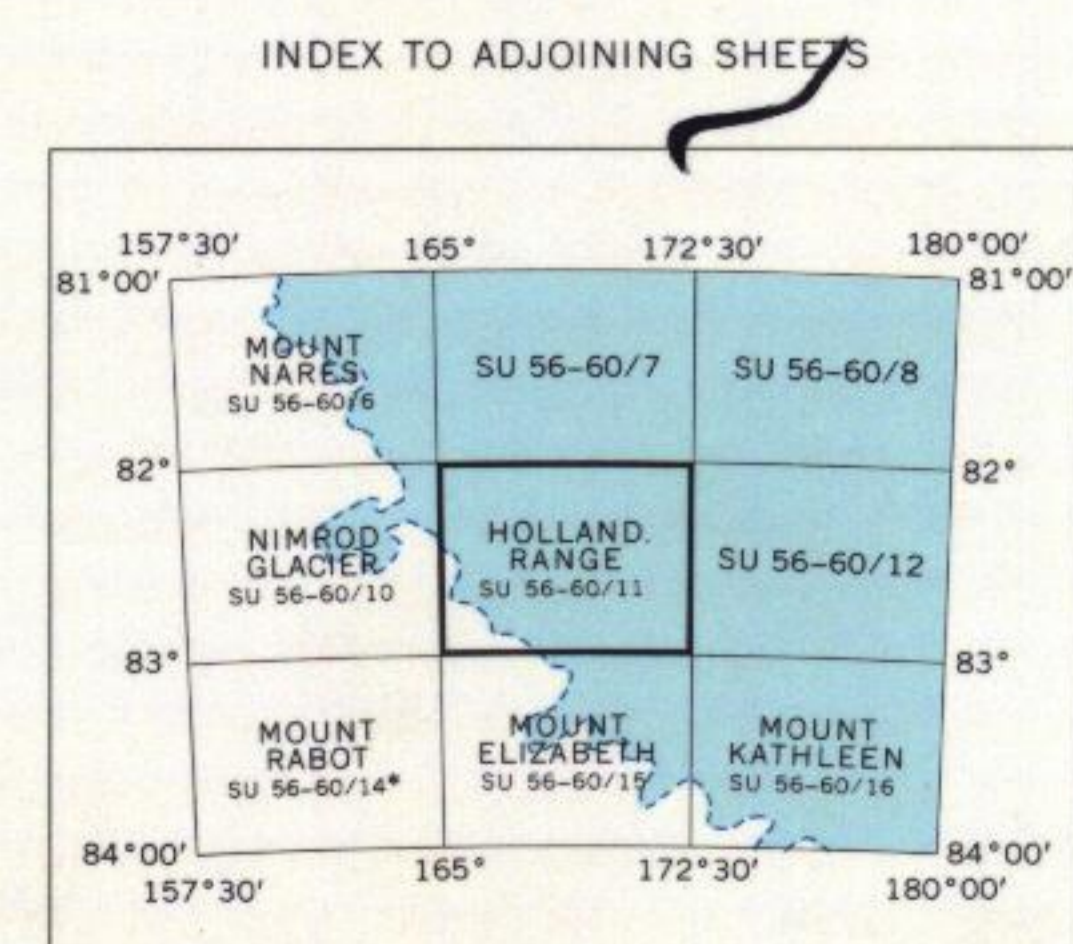 INDEX TO ADJOINING SHEETS
157°30′ 165° 172°30′ 180°00′
81°00′ 81°00′
MOUNT
NARES
SU 56-60/6
SU 56-60/7
SU 56-60/8
82° 82°
NIMROD
GLACIER
SU 56-60/10
HOLLAND.
RANGE
SU 56-60/11
SU 56-60/12
83° 83°
MOUNT
RABOT
SU 56-60/14*
MOUNT
ELIZABETH
SU 56-60/15
MOUNT
KATHLEEN
SU 56-60/16
84°00′ 84°00′
157°30′ 165° 172°30′ 180°00′